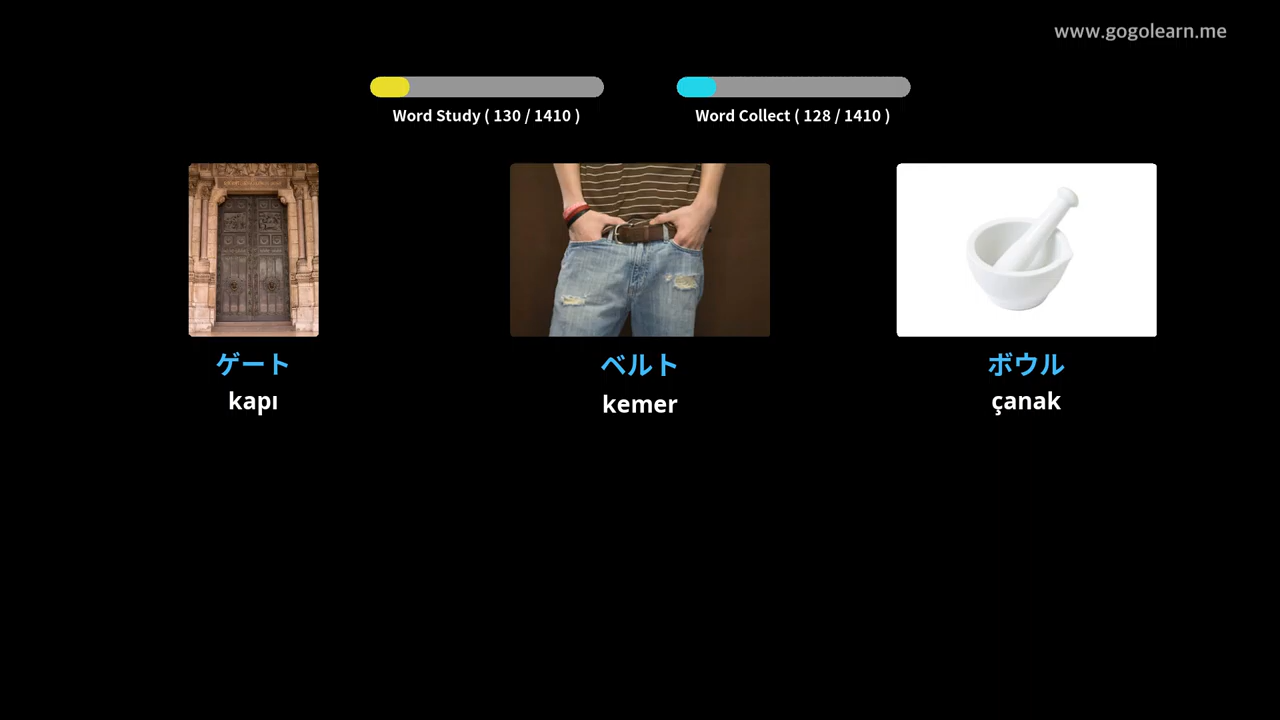 www.gogolearn.me
Word Study ( 130 / 1410 )
Word Collect ( 128 / 1410 )
ゲート
kapı
ベルト
kemer
ボウル
çanak